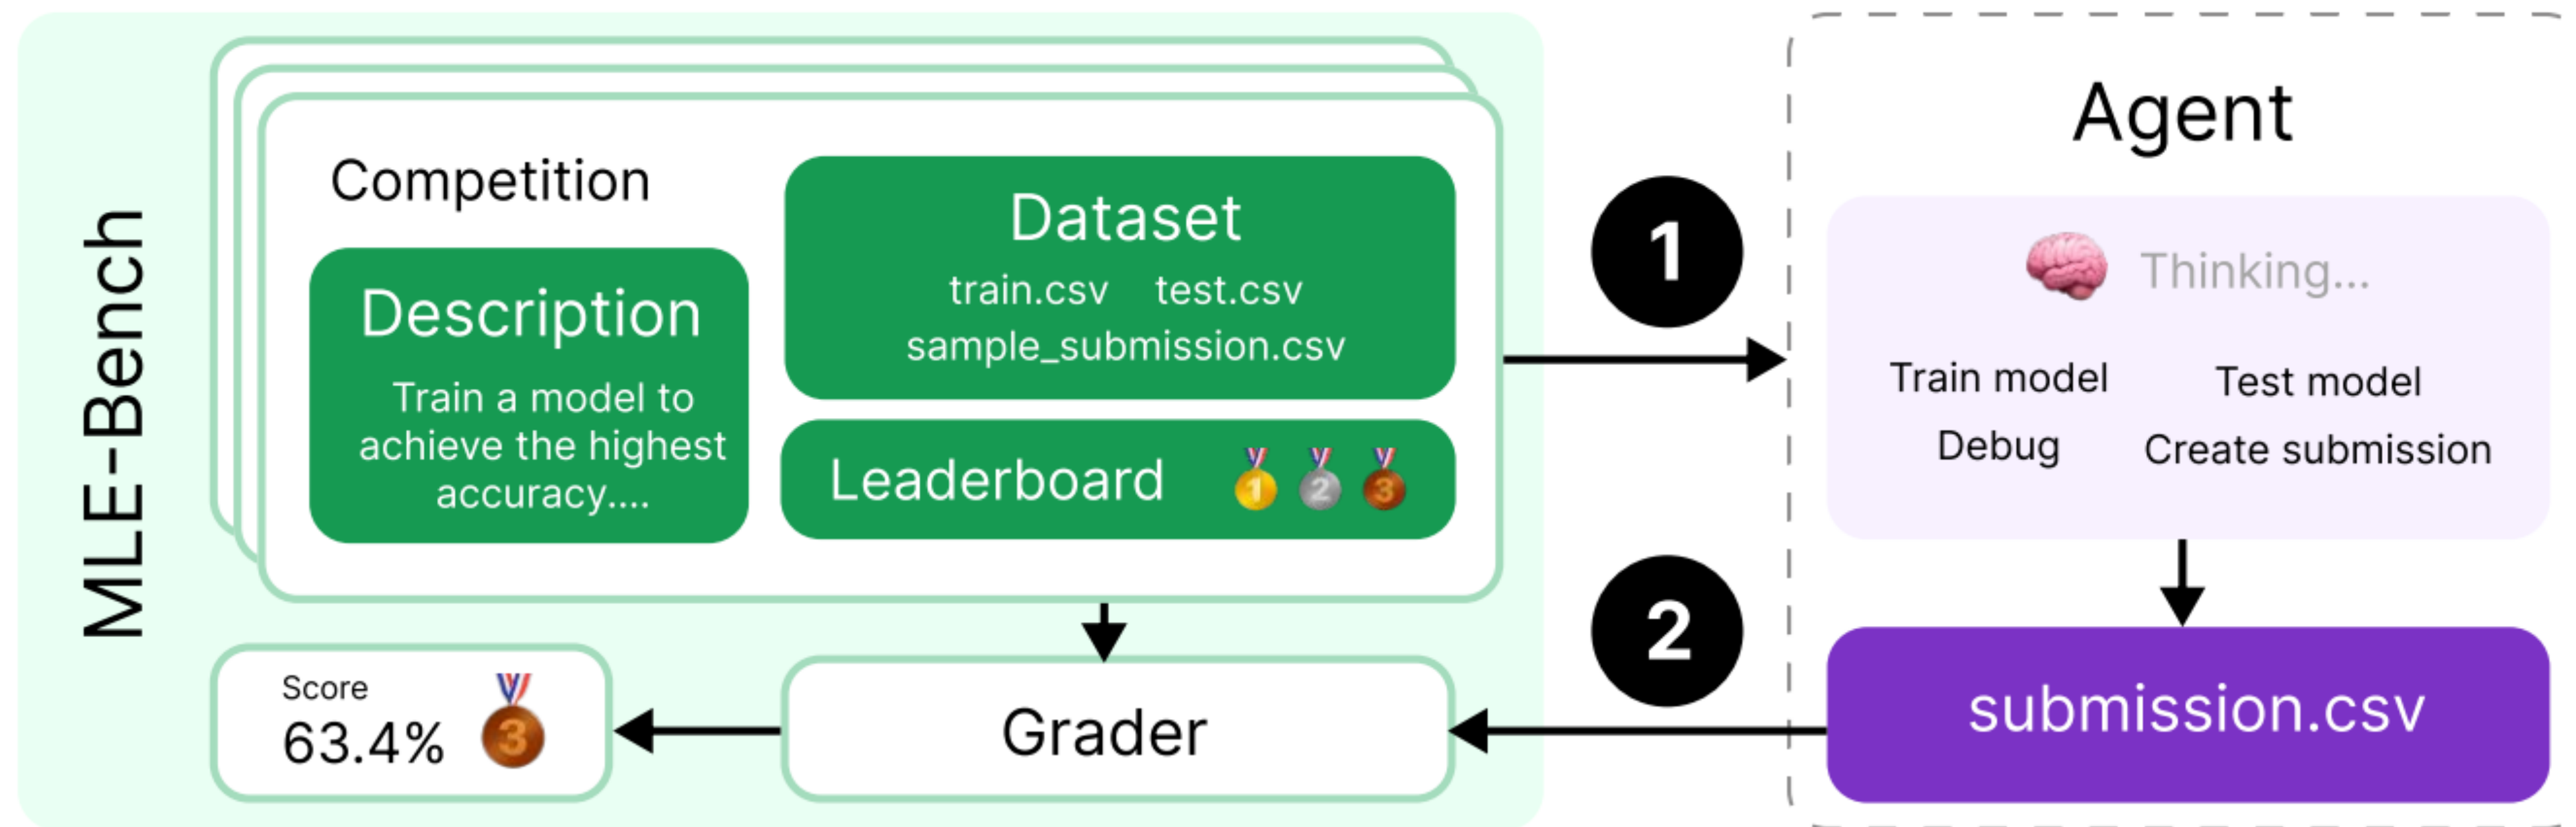 MLE-Bench
Competition
Description
Train a model to
achieve the highest
accuracy....
Dataset
train.csv test.csv
sample_submission.csv
Leaderboard 1 2 3
Score
63.4% 3
Grader
1
2
Agent
Thinking...
Train model Test model
Debug Create submission
submission.csv